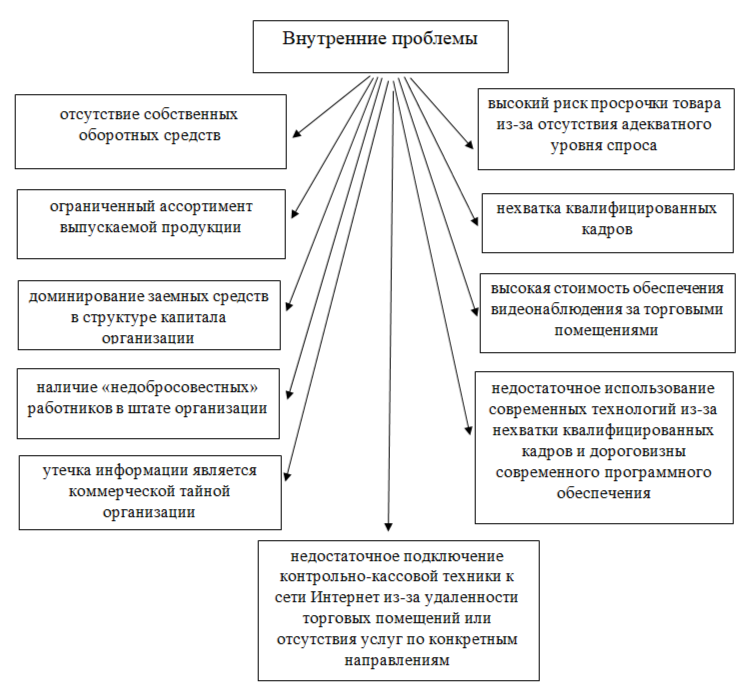 Внутренние проблемы
отсутствие собственных
оборотных средств
ограниченный ассортимент
выпускаемой продукции
доминирование заемных средств
в структуре капитала
организации
наличие «недобросовестных»
работников в штате организации
утечка информации является
коммерческой тайной
организации
недостаточное подключение
контрольно-кассовой техники к
сети Интернет из-за удаленности
торговых помещений или
отсутствия услуг по конкретным
направлениям
высокий риск просрочки товара
из-за отсутствия адекватного
уровня спроса
нехватка квалифицированных
кадров
высокая стоимость обеспечения
видеонаблюдения за торговыми
помещениями
недостаточное использование
современных технологий из-за
нехватки квалифицированных
кадров и дороговизны
современного программного
обеспечения